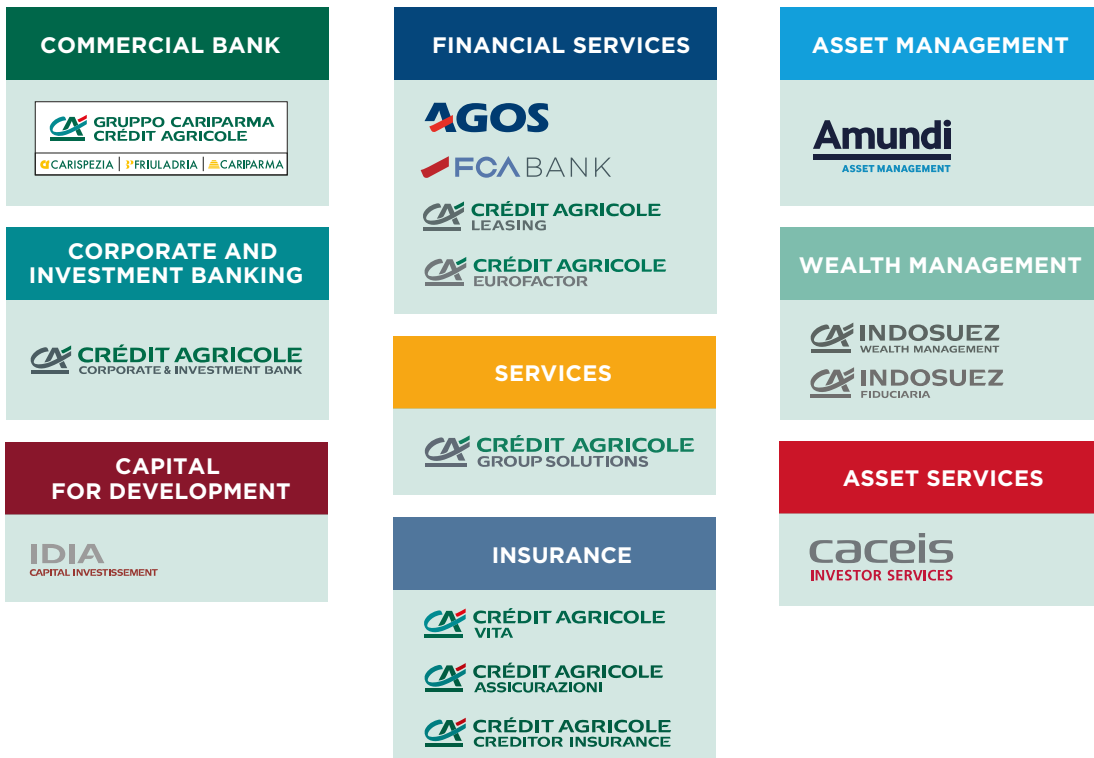 COMMERCIAL BANK
GRUPPO CARIPARMA
CRÉDIT AGRICOLE
CARISPEZIA | FRIULADRIA | CARIPARMA
CORPORATE AND
INVESTMENT BANKING
CRÉDIT AGRICOLE
CORPORATE & INVESTMENT BANK
CAPITAL
FOR DEVELOPMENT
IDIA
CAPITAL INVESTISSEMENT
FINANCIAL SERVICES
AGOS
FCA BANK
CRÉDIT AGRICOLE
LEASING
CRÉDIT AGRICOLE
EUROFACTOR
SERVICES
CRÉDIT AGRICOLE
GROUP SOLUTIONS
INSURANCE
CRÉDIT AGRICOLE
VITA
CRÉDIT AGRICOLE
ASSICURAZIONI
CRÉDIT AGRICOLE
CREDITOR INSURANCE
ASSET MANAGEMENT
Amundi
ASSET MANAGEMENT
WEALTH MANAGEMENT
INDOSUEZ
WEALTH MANAGEMENT
INDOSUEZ
FIDUCIARIA
ASSET SERVICES
caceis
INVESTOR SERVICES